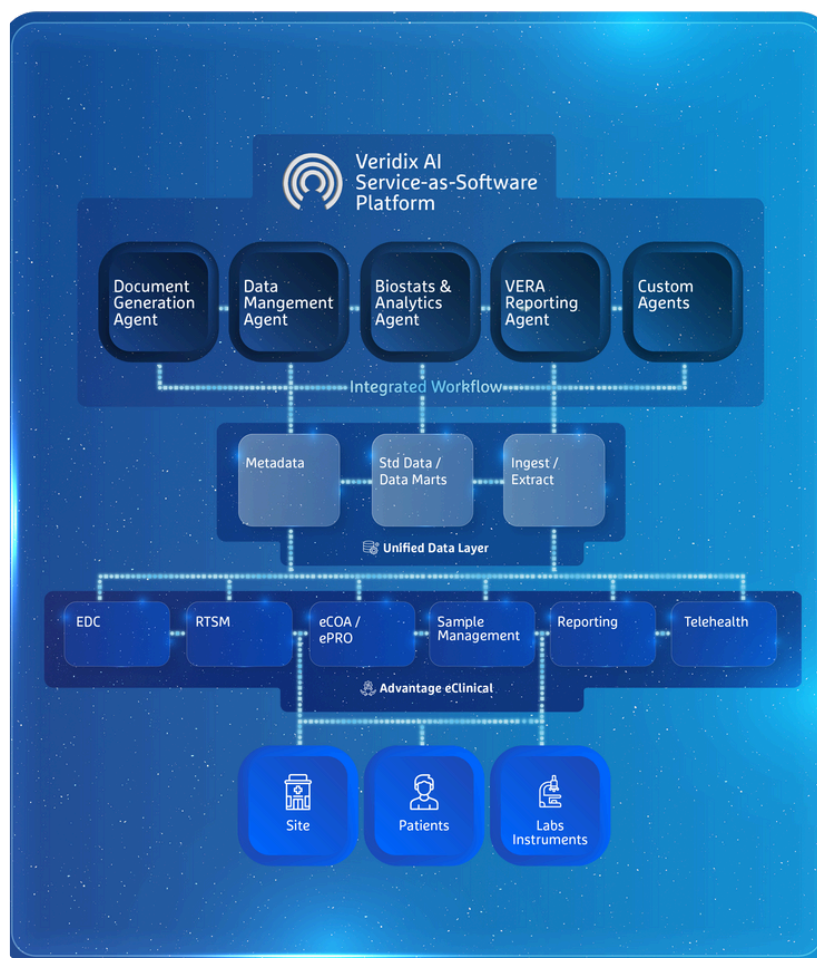 Veridix AI
Service-as-Software
Platform
Document
Generation
Agent
Data
Mangement
Agent
Biostats &
Analytics
Agent
VERA
Reporting
Agent
Custom
Agents
Integrated Workflow
Metadata
Std Data /
Data Marts
Ingest /
Extract
Unified Data Layer
EDC
RTSM
eCOA /
ePRO
Sample
Management
Reporting
Telehealth
Advantage eClinical
Site
Patients
Labs
Instruments